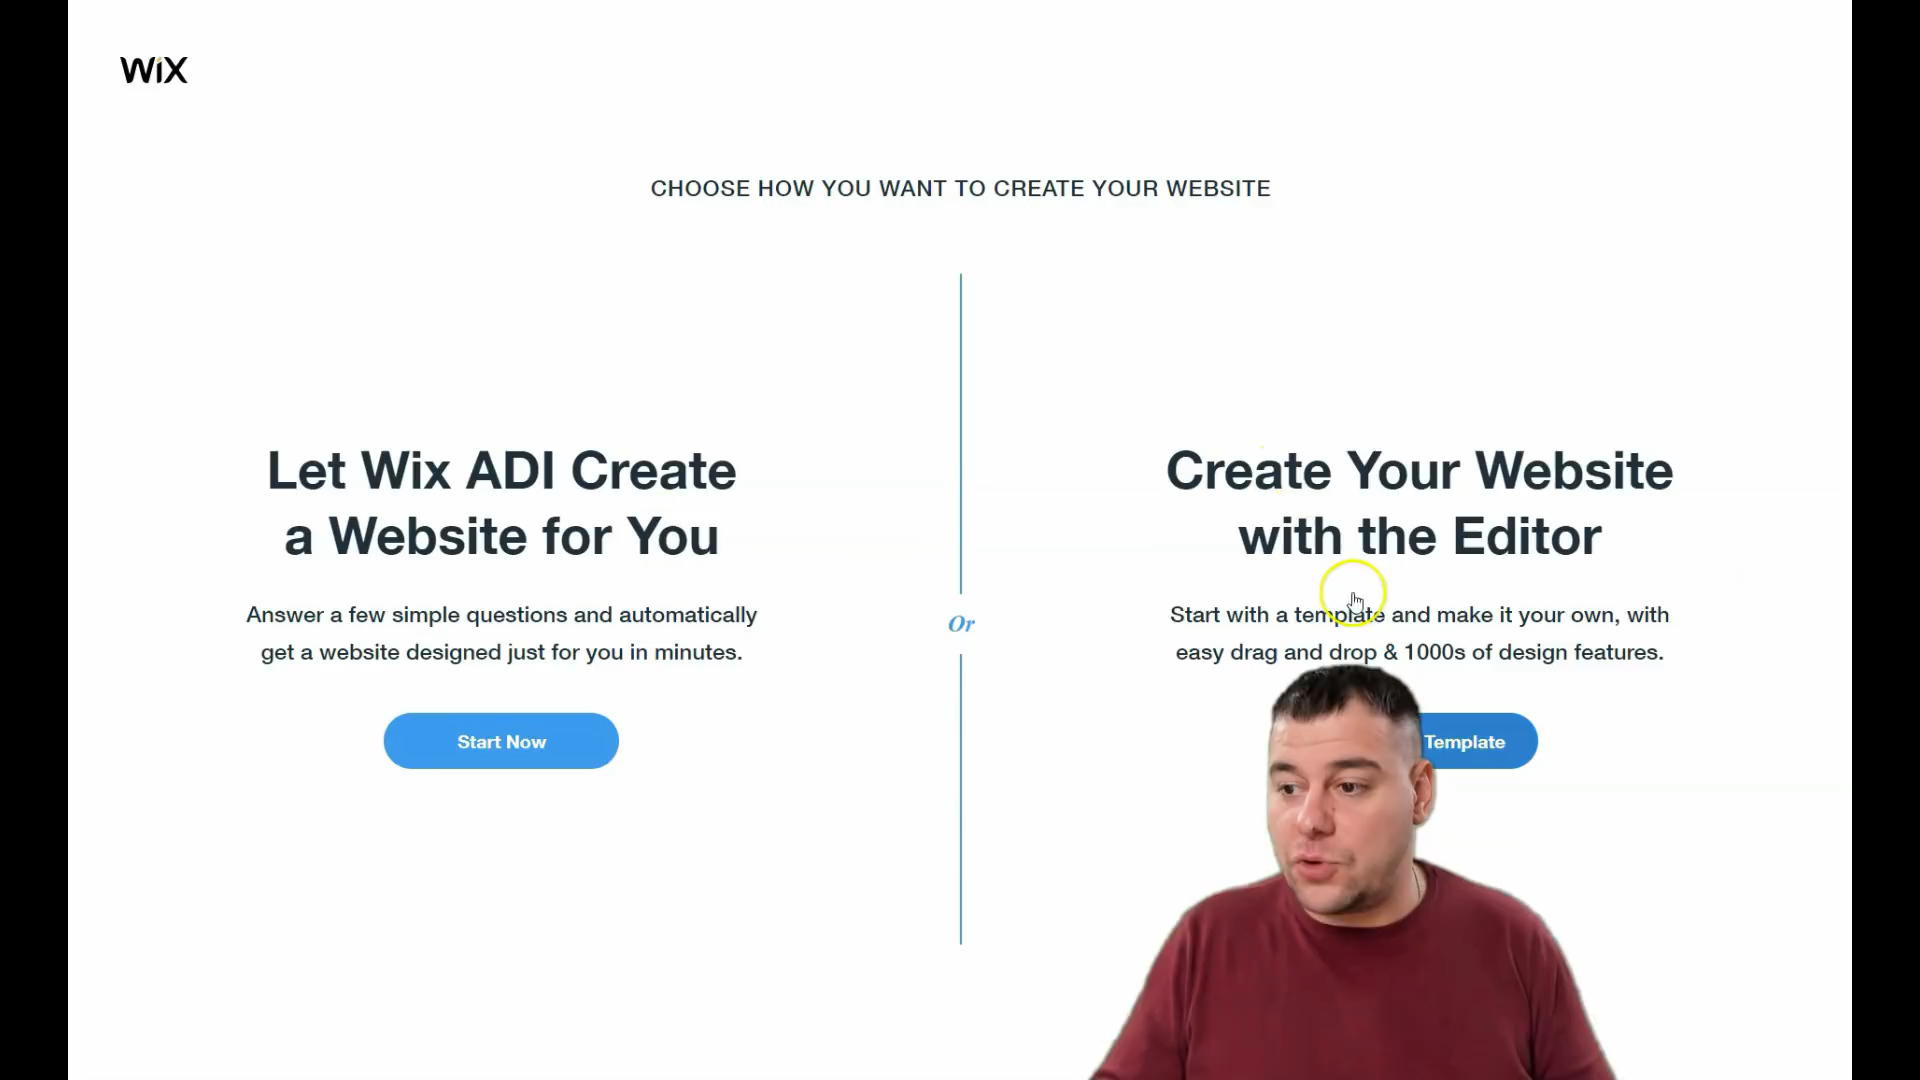 WiX
CHOOSE HOW YOU WANT TO CREATE YOUR WEBSITE
Let Wix ADI Create
a Website for You
Answer a few simple questions and automatically
get a website designed just for you in minutes.
Start Now
Or
Create Your Website
with the Editor
Start with a template and make it your own, with
easy drag and drop & 1000s of design features.
Template